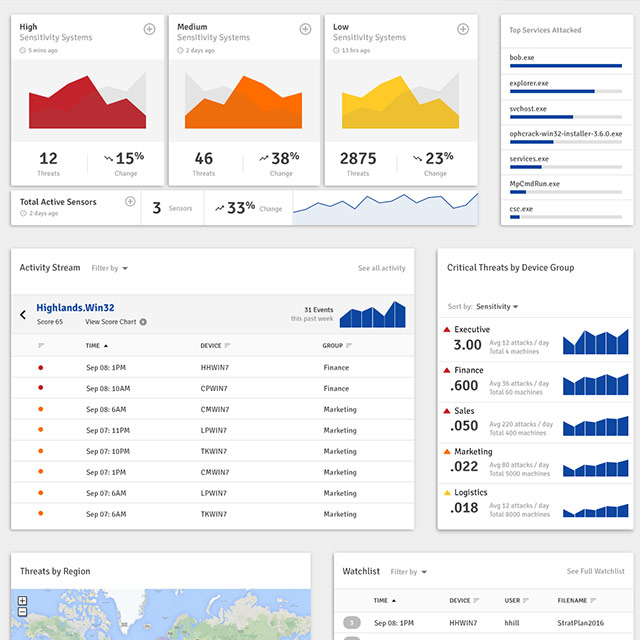 High
Sensitivity Systems
5 mins ago
12
Threats
15%
Change
Medium
Sensitivity Systems
2 days ago
46
Threats
38%
Change
Low
Sensitivity Systems
13 hrs ago
2875
Threats
23%
Change
Top Services Attacked
bob.exe
explorer.exe
svchost.exe
ophcrack-win32-installer-3.6.0.exe
services.exe
MpCmdRun.exe
csc.exe
Total Active Sensors
2 days ago
3 Sensors
33% Change
Activity Stream Filter by See all activity
Highlands.Win32
Score 65 View Score Chart
31 Events
this past week
TIME DEVICE GROUP
Sep 08: 1PM HHWIN7 Finance
Sep 08: 10AM CPWIN7 Finance
Sep 08: 6AM CMWIN7 Marketing
Sep 07: 11PM LPWIN7 Marketing
Sep 07: 10PM TKWIN7 Marketing
Sep 07: 1PM CMWIN7 Marketing
Sep 07: 6AM LPWIN7 Marketing
Sep 07: 6AM TKWIN7 Marketing
Critical Threats by Device Group
Sort by: Sensitivity
Executive
3.00 Avg 12 attacks / day
Total 4 machines
Finance
.600 Avg 36 attacks / day
Total 60 machines
Sales
.050 Avg 220 attacks / day
Total 400 machines
Marketing
.022 Avg 80 attacks / day
Total 5000 machines
Logistics
.018 Avg 12 attacks / day
Total 8000 machines
Threats by Region
Watchlist Filter by See Full Watchlist
TIME DEVICE USER FILENAME
3 Sep 08: 1PM HHWIN7 hhill StratPlan2016